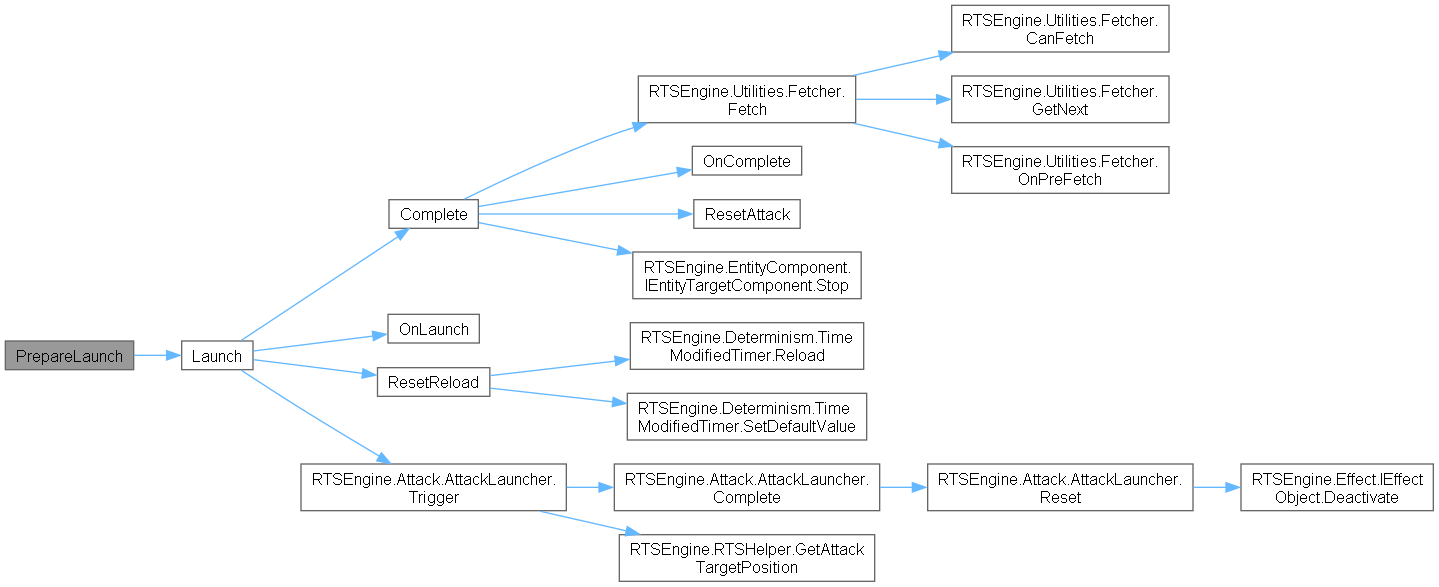 PrepareLaunch
Launch
Complete
RTSEngine.Utilities.Fetcher.
Fetch
RTSEngine.Utilities.Fetcher.
CanFetch
RTSEngine.Utilities.Fetcher.
GetNext
RTSEngine.Utilities.Fetcher.
OnPreFetch
OnComplete
ResetAttack
RTSEngine.EntityComponent.
IEntityTargetComponent.Stop
OnLaunch
ResetReload
RTSEngine.Determinism.Time
ModifiedTimer.Reload
RTSEngine.Determinism.Time
ModifiedTimer.SetDefaultValue
RTSEngine.Attack.AttackLauncher.
Trigger
RTSEngine.Attack.AttackLauncher.
Complete
RTSEngine.Attack.AttackLauncher.
Reset
RTSEngine.Effect.IEffect
Object.Deactivate
RTSEngine.RTSHelper.GetAttack
TargetPosition